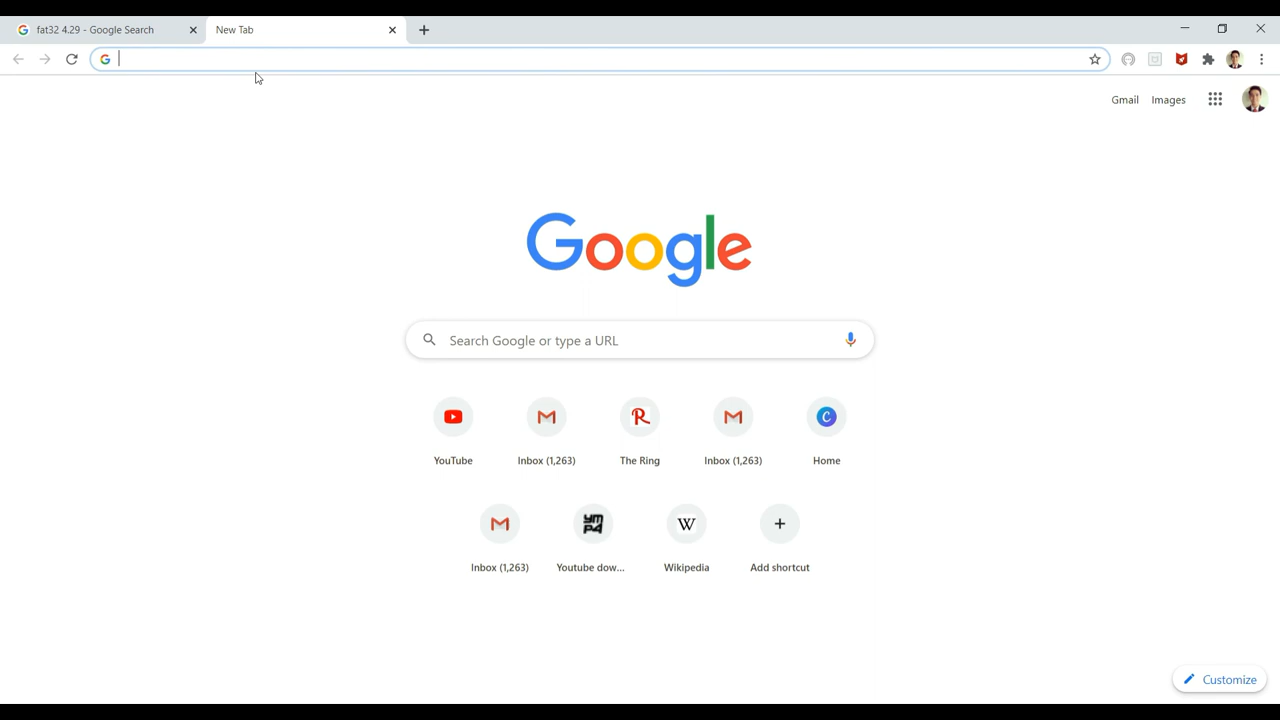 fat32 4.29 - Google Search
New Tab
Gmail
Images
Google
Search Google or type a URL
YouTube
Inbox (1,263)
The Ring
Inbox (1,263)
Home
Inbox (1,263)
Youtube dow...
Wikipedia
Add shortcut
Customize